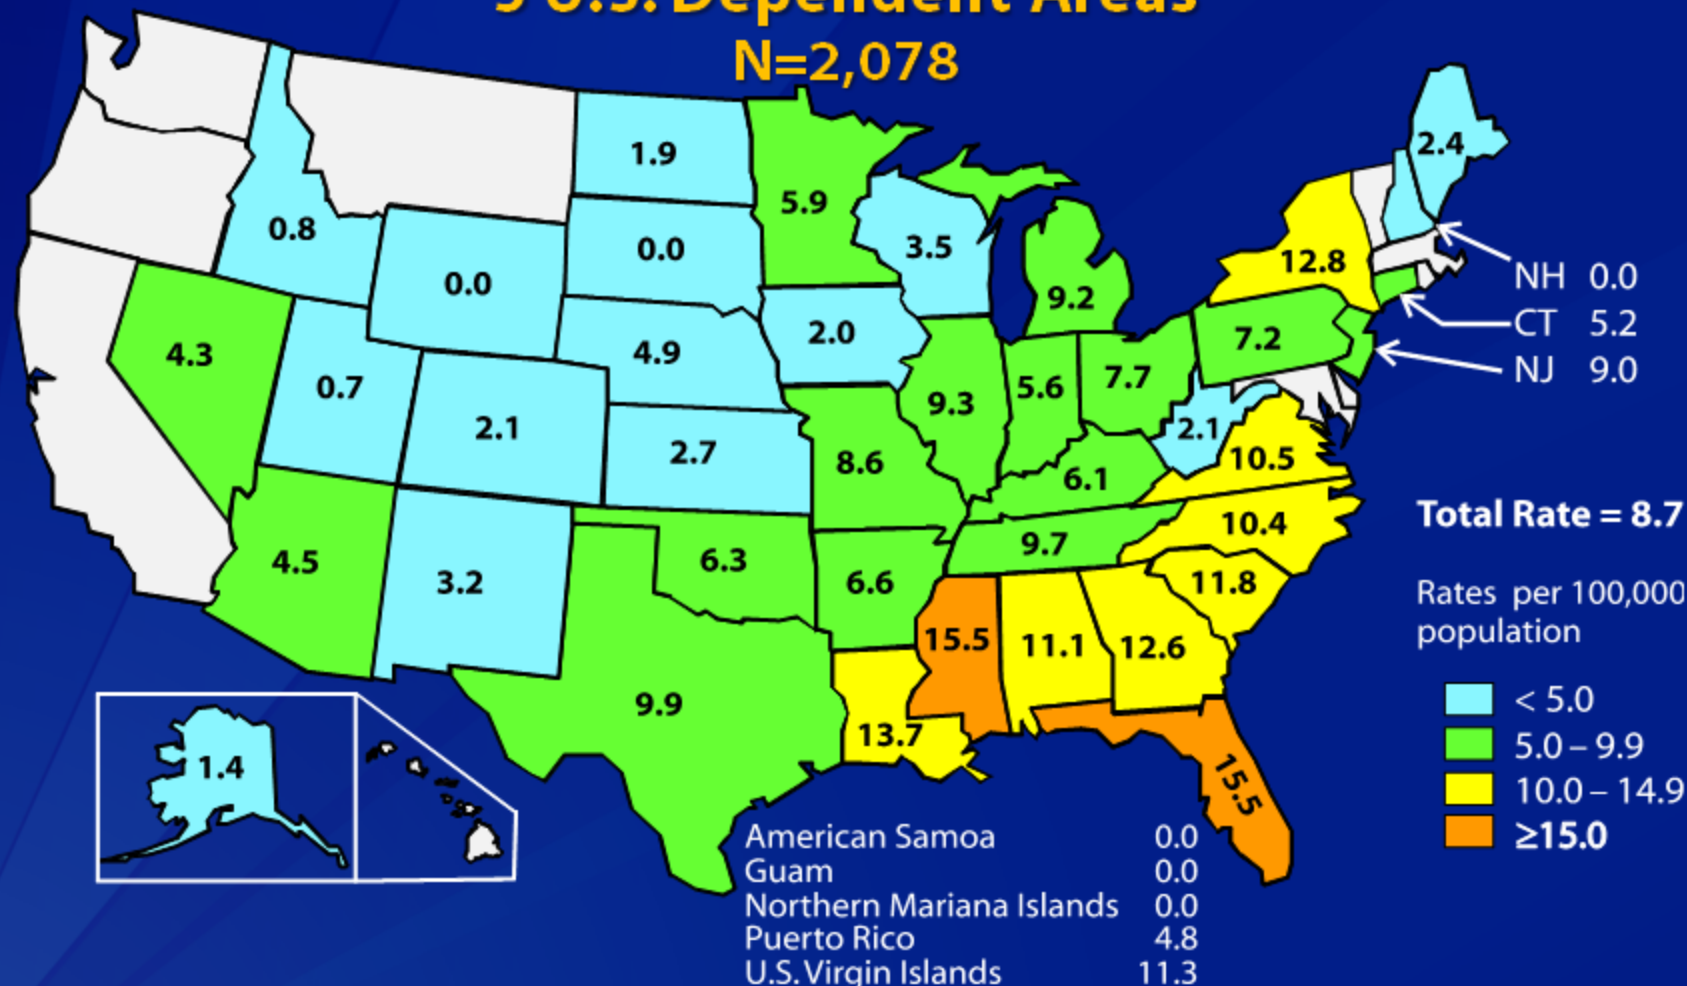 5 U.S. Dependent Areas
N=2,078
2.4
1.9
5.9
0.8
0.0
3.5
12.8
0.0
NH 0.0
9.2
CT 5.2
2.0
7.2
4.3
4.9
NJ 9.0
0.7
5.6
7.7
9.3
2.1
2.1
2.7
8.6
10.5
6.1
Total Rate = 8.7
10.4
9.7
4.5
6.3
3.2
6.6
11.8
Rates per 100,000
population
15.5
11.1
12.6
9.9
< 5.0
13.7
5.0 – 9.9
1.4
15.5
10.0 – 14.9
≥15.0
American Samoa 0.0
Guam 0.0
Northern Mariana Islands 0.0
Puerto Rico 4.8
U.S. Virgin Islands 11.3